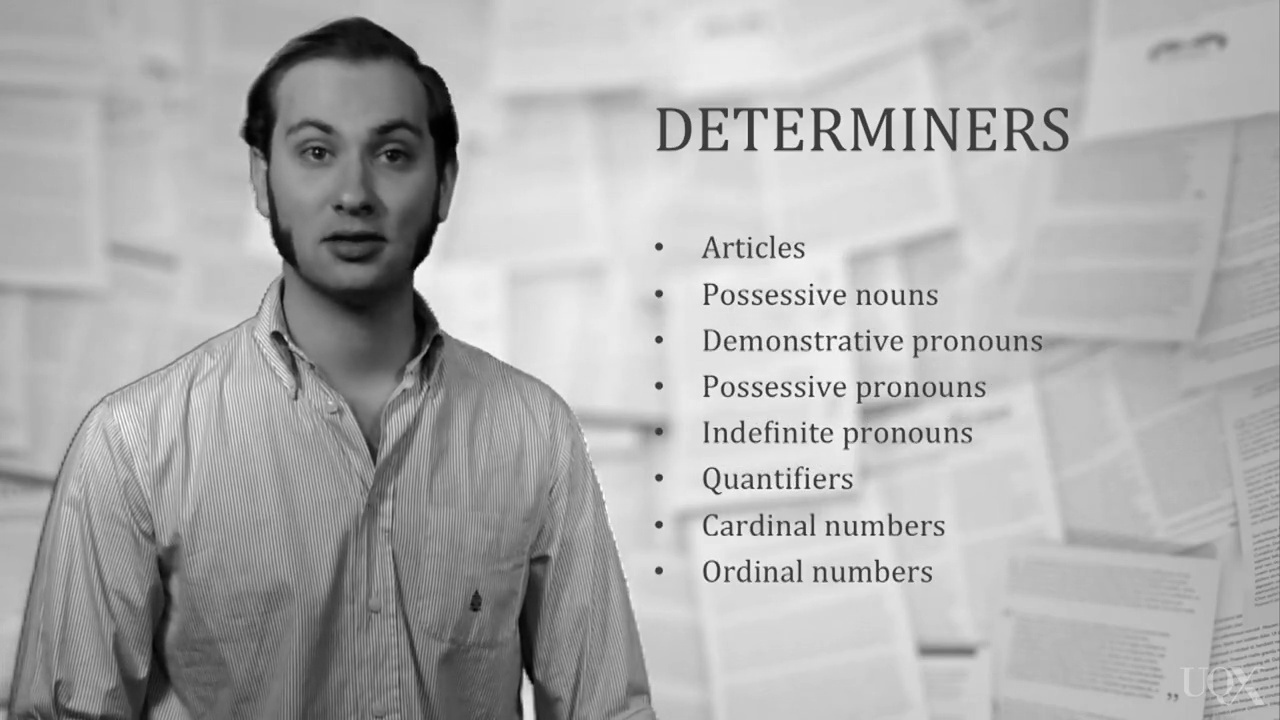 DETERMINERS
• Articles
• Possessive nouns
• Demonstrative pronouns
• Possessive pronouns
• Indefinite pronouns
• Quantifiers
• Cardinal numbers
• Ordinal numbers
UQX